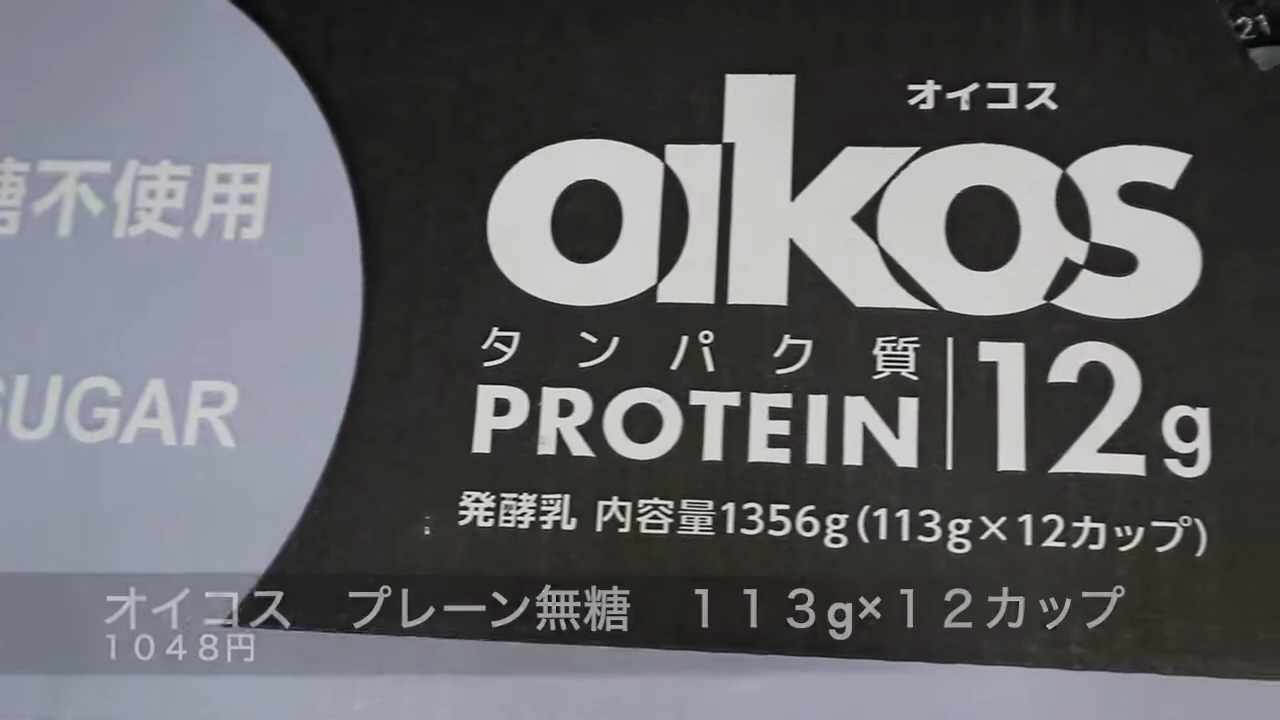 21
オイコス
oikos
糖不使用
タンパク質
PROTEIN 12g
SUGAR
発酵乳 内容量1356g(113g×12カップ)
オイコス　プレーン無糖　１１３g×１２カップ
１０４８円